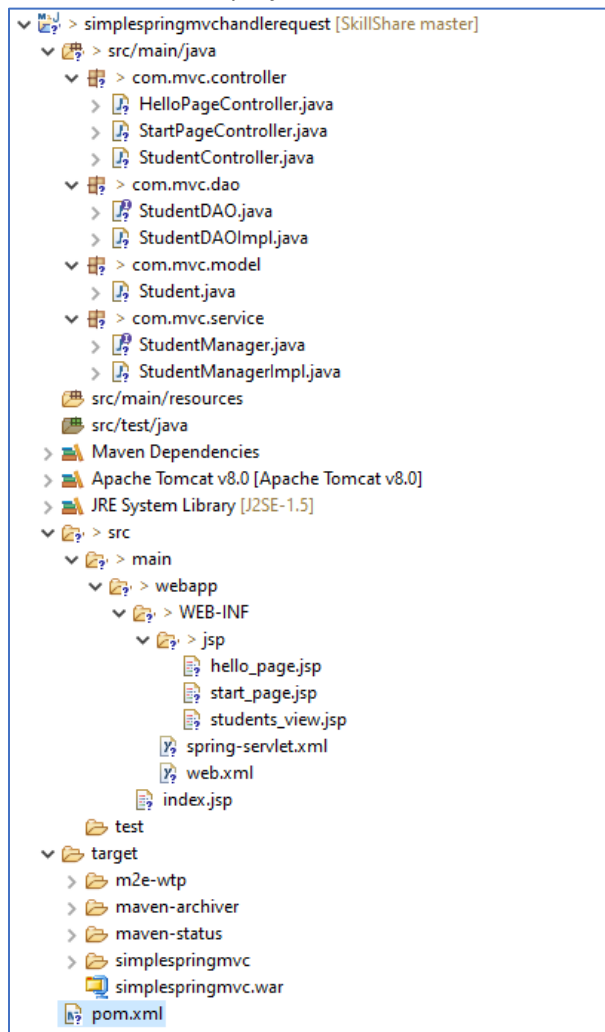 > simplespringmvchandlerequest [SkillShare master]
> src/main/java
> com.mvc.controller
HelloPageController.java
StartPageController.java
StudentController.java
> com.mvc.dao
StudentDAO.java
StudentDAOImpl.java
> com.mvc.model
Student.java
> com.mvc.service
StudentManager.java
StudentManagerImpl.java
src/main/resources
src/test/java
Maven Dependencies
Apache Tomcat v8.0 [Apache Tomcat v8.0]
JRE System Library [J2SE-1.5]
> src
> main
> webapp
> WEB-INF
> jsp
hello_page.jsp
start_page.jsp
students_view.jsp
spring-servlet.xml
web.xml
index.jsp
test
target
m2e-wtp
maven-archiver
maven-status
simplespringmvc
simplespringmvc.war
pom.xml